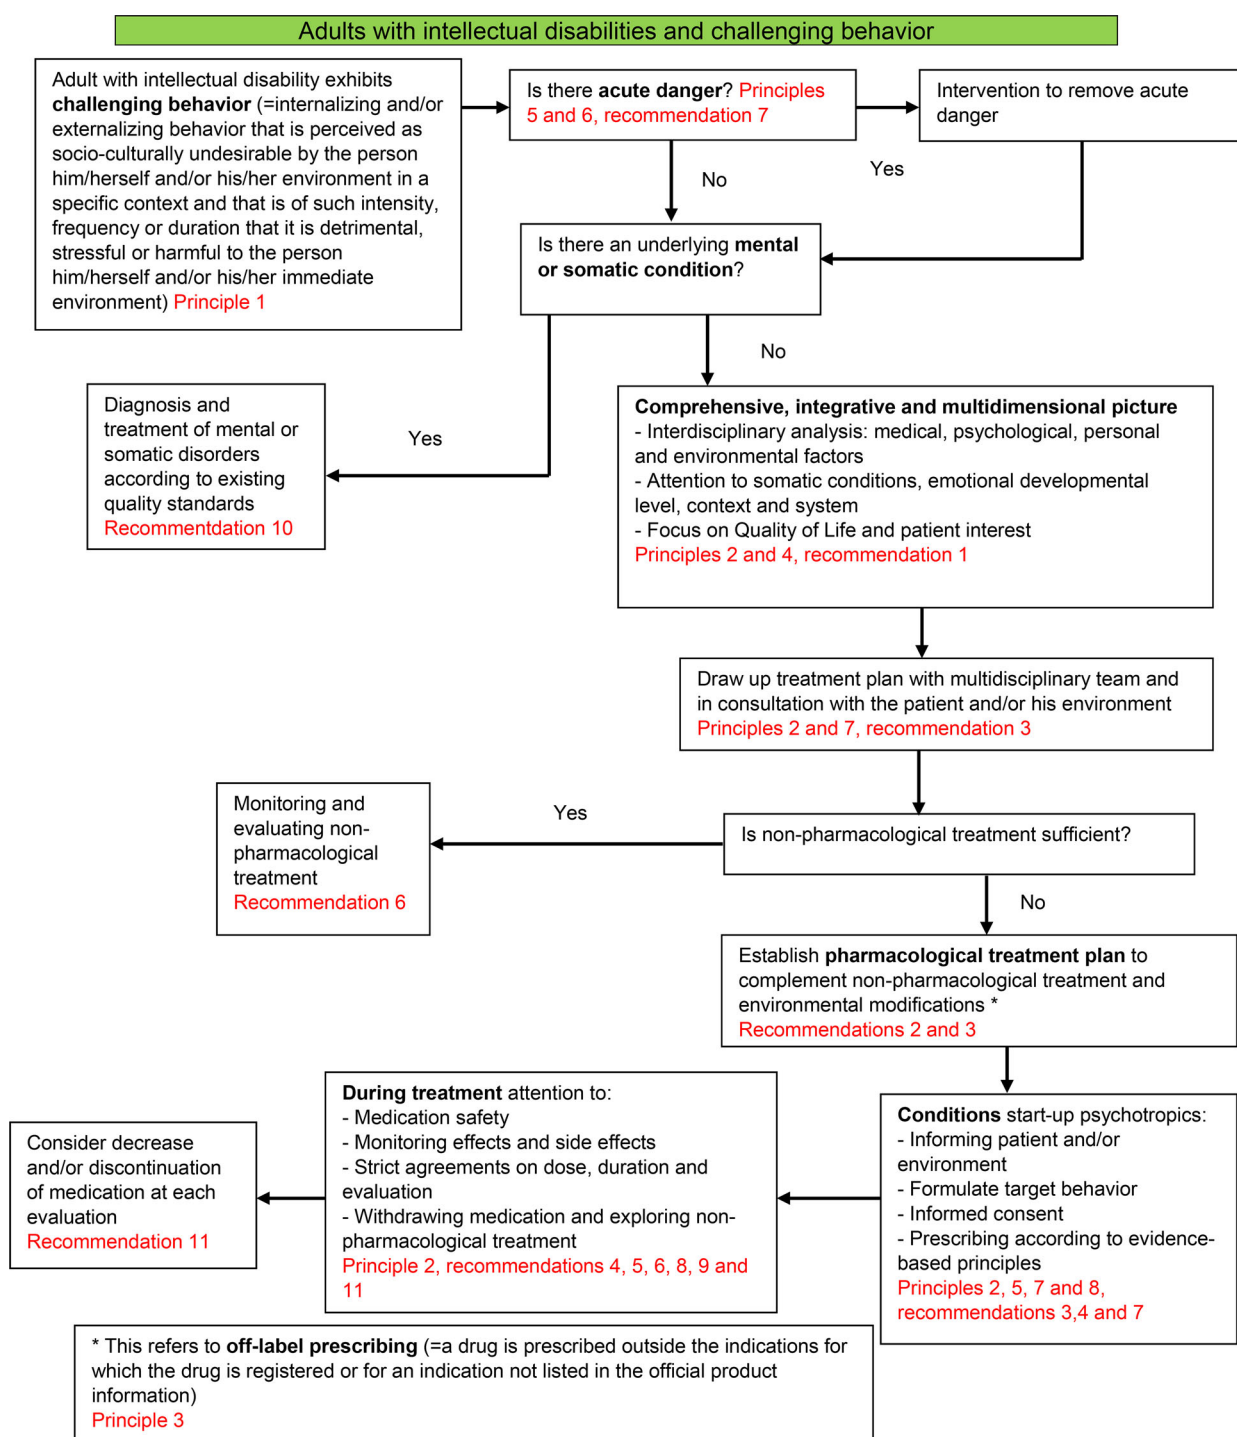 Adults with intellectual disabilities and challenging behavior
Adult with intellectual disability exhibits
challenging behavior (=internalizing and/or
externalizing behavior that is perceived as
socio-culturally undesirable by the person
him/herself and/or his/her environment in a
specific context and that is of such intensity,
frequency or duration that it is detrimental,
stressful or harmful to the person
him/herself and/or his/her immediate
environment) Principle 1
Is there acute danger? Principles
5 and 6, recommendation 7
Intervention to remove acute
danger
No
Yes
Is there an underlying mental
or somatic condition?
No
Yes
Diagnosis and
treatment of mental or
somatic disorders
according to existing
quality standards
Recommentdation 10
Comprehensive, integrative and multidimensional picture
- Interdisciplinary analysis: medical, psychological, personal
and environmental factors
- Attention to somatic conditions, emotional developmental
level, context and system
- Focus on Quality of Life and patient interest
Principles 2 and 4, recommendation 1
Draw up treatment plan with multidisciplinary team and
in consultation with the patient and/or his environment
Principles 2 and 7, recommendation 3
Is non-pharmacological treatment sufficient?
Yes
Monitoring and
evaluating non-
pharmacological
treatment
Recommendation 6
No
Establish pharmacological treatment plan to
complement non-pharmacological treatment and
environmental modifications *
Recommendations 2 and 3
Conditions start-up psychotropics:
- Informing patient and/or
environment
- Formulate target behavior
- Informed consent
- Prescribing according to evidence-
based principles
Principles 2, 5, 7 and 8,
recommendations 3,4 and 7
During treatment attention to:
- Medication safety
- Monitoring effects and side effects
- Strict agreements on dose, duration and
evaluation
- Withdrawing medication and exploring non-
pharmacological treatment
Principle 2, recommendations 4, 5, 6, 8, 9 and
11
Consider decrease
and/or discontinuation
of medication at each
evaluation
Recommendation 11
* This refers to off-label prescribing (=a drug is prescribed outside the indications for
which the drug is registered or for an indication not listed in the official product
information)
Principle 3